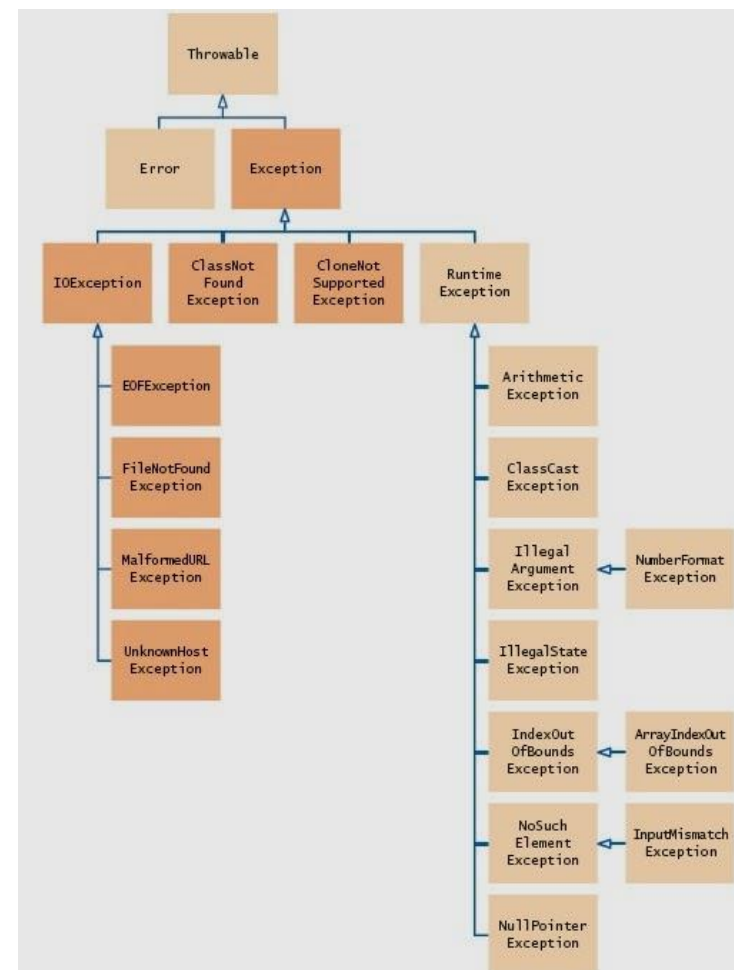 Throwable
Error
Exception
IOException
ClassNot
Found
Exception
CloneNot
Supported
Exception
Runtime
Exception
EOFException
FileNotFound
Exception
MalformedURL
Exception
UnknownHost
Exception
Arithmetic
Exception
ClassCast
Exception
Illegal
Argument
Exception
NumberFormat
Exception
IllegalState
Exception
IndexOut
OfBounds
Exception
ArrayIndexOut
OfBounds
Exception
NoSuch
Element
Exception
InputMismatch
Exception
NullPointer
Exception